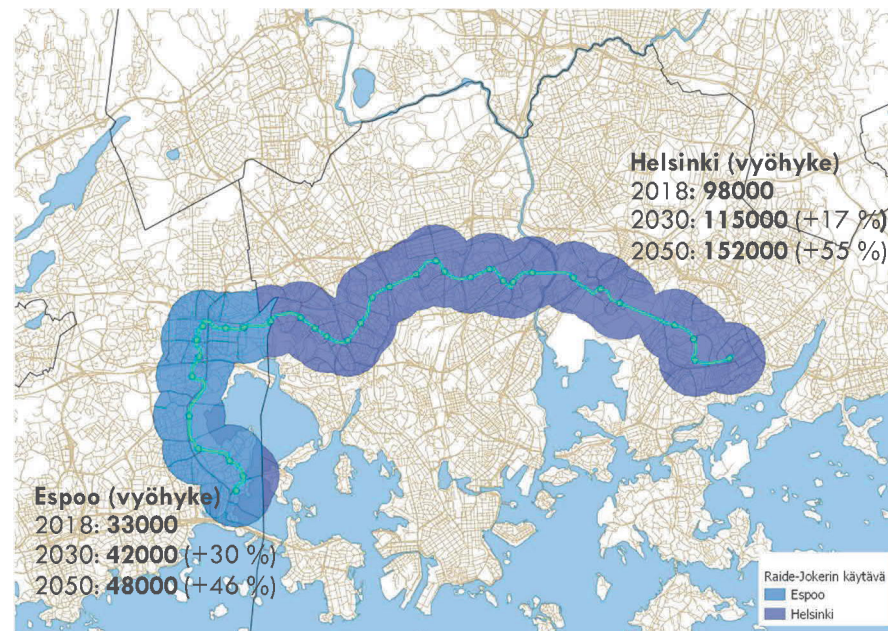 Helsinki (vyöhyke)
2018: 98000
2030: 115000 (+17 %)
2050: 152000 (+55 %)
Espoo (vyöhyke)
2018: 33000
2030: 42000 (+30 %)
2050: 48000 (+46 %)
Raide-Jokerin käytävä
Espoo
Helsinki